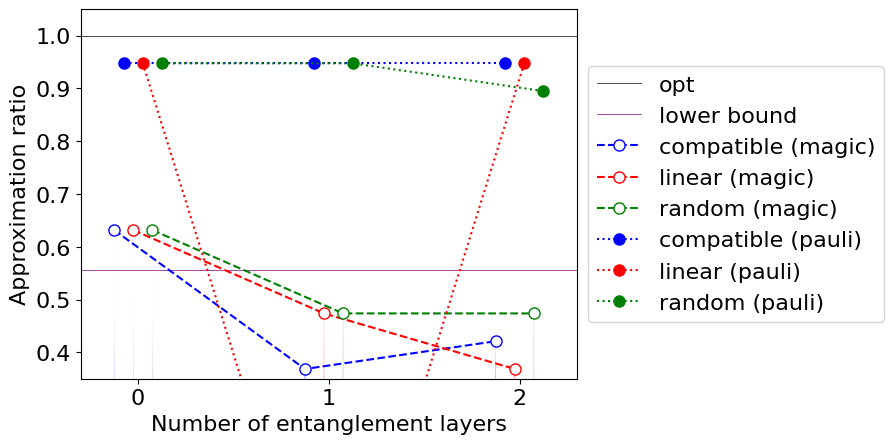 1.0
0.9
0.8
0.7
0.6
0.5
0.4
Approximation ratio
0 1 2
Number of entanglement layers
opt
lower bound
compatible (magic)
linear (magic)
random (magic)
compatible (pauli)
linear (pauli)
random (pauli)